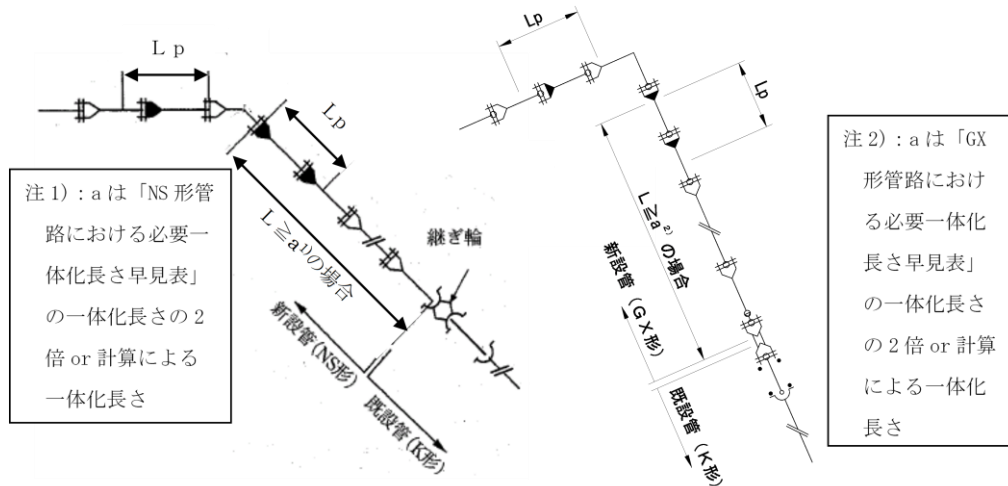 Ｌｐ
Lp
L≧a¹⁾の場合
継ぎ輪
新設管(NS形)
既設管(K形)
注 1)：a は「NS 形管
路における必要一
体化長さ早見表」
の一体化長さの 2
倍 or 計算による
一体化長さ
Lp
Lp
L≧a²⁾の場合
新設管（GX形）
既設管（K形）
注 2)：a は「GX
形管路におけ
る必要一体化
長さ早見表」
の一体化長さ
の 2 倍 or 計算
による一体化
長さ